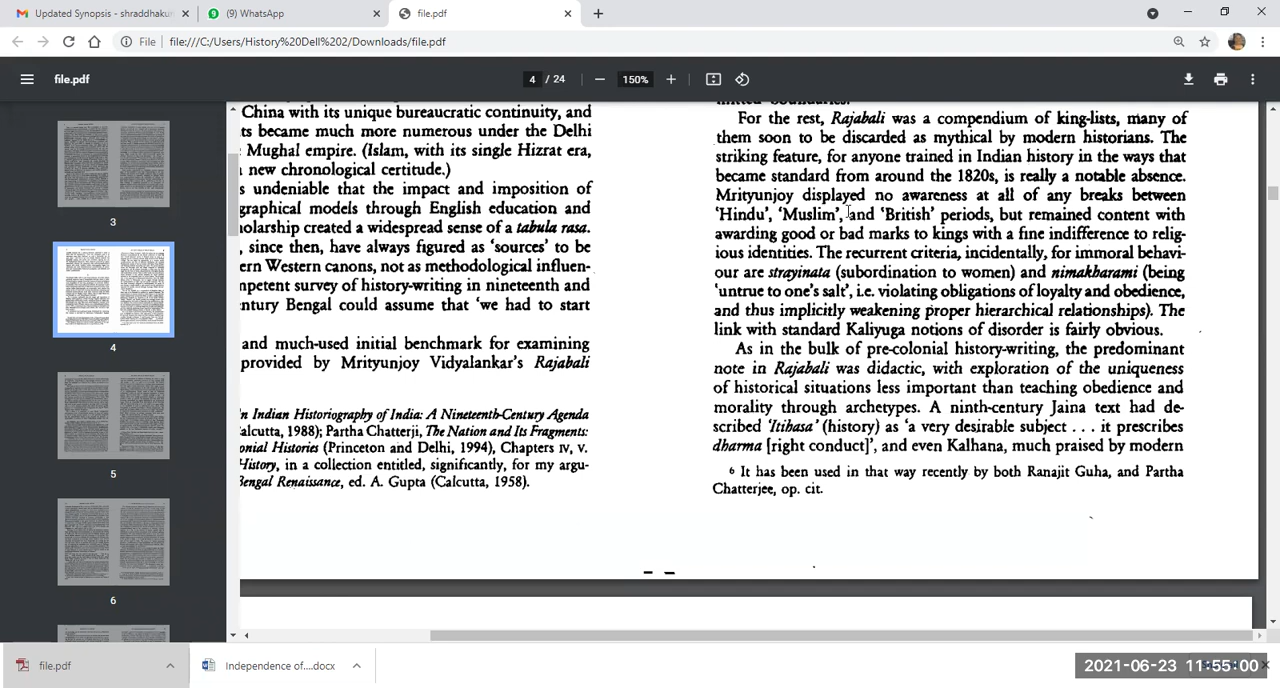 Updated Synopsis - shraddhakun
(9) WhatsApp
file.pdf
File
file:///C:/Users/History%20Dell%202/Downloads/file.pdf
file.pdf
4 / 24
150%
3
4
5
6
China with its unique bureaucratic continuity, and
ts became much more numerous under the Delhi
Mughal empire. (Islam, with its single Hizrat era,
new chronological certitude.)
s undeniable that the impact and imposition of
graphical models through English education and
holarship created a widespread sense of a tabula rasa.
, since then, have always figured as 'sources' to be
ern Western canons, not as methodological influen-
npetent survey of history-writing in nineteenth and
entury Bengal could assume that 'we had to start
and much-used initial benchmark for examining
provided by Mrityunjoy Vidyalankar's Rajabali
n Indian Historiography of India: A Nineteenth-Century Agenda
alcutta, 1988); Partha Chatterji, The Nation and Its Fragments:
onial Histories (Princeton and Delhi, 1994), Chapters IV, V.
History, in a collection entitled, significantly, for my argu-
Bengal Renaissance, ed. A. Gupta (Calcutta, 1958).
mitted boundaries.
For the rest, Rajabali was a compendium of king-lists, many of
them soon to be discarded as mythical by modern historians. The
striking feature, for anyone trained in Indian history in the ways that
became standard from around the 1820s, is really a notable absence.
Mrityunjoy displayed no awareness at all of any breaks between
'Hindu', 'Muslim', and 'British' periods, but remained content with
awarding good or bad marks to kings with a fine indifference to relig-
ious identities. The recurrent criteria, incidentally, for immoral behavi-
our are strayinata (subordination to women) and nimakharami (being
'untrue to one's salt', i.e. violating obligations of loyalty and obedience,
and thus implicitly weakening proper hierarchical relationships). The
link with standard Kaliyuga notions of disorder is fairly obvious.
As in the bulk of pre-colonial history-writing, the predominant
note in Rajabali was didactic, with exploration of the uniqueness
of historical situations less important than teaching obedience and
morality through archetypes. A ninth-century Jaina text had de-
scribed 'Itihasa' (history) as 'a very desirable subject . . . it prescribes
dharma [right conduct]', and even Kalhana, much praised by modern
6 It has been used in that way recently by both Ranajit Guha, and Partha
Chatterjee, op. cit.
file.pdf
Independence of....docx
2021-06-23 11:55:00